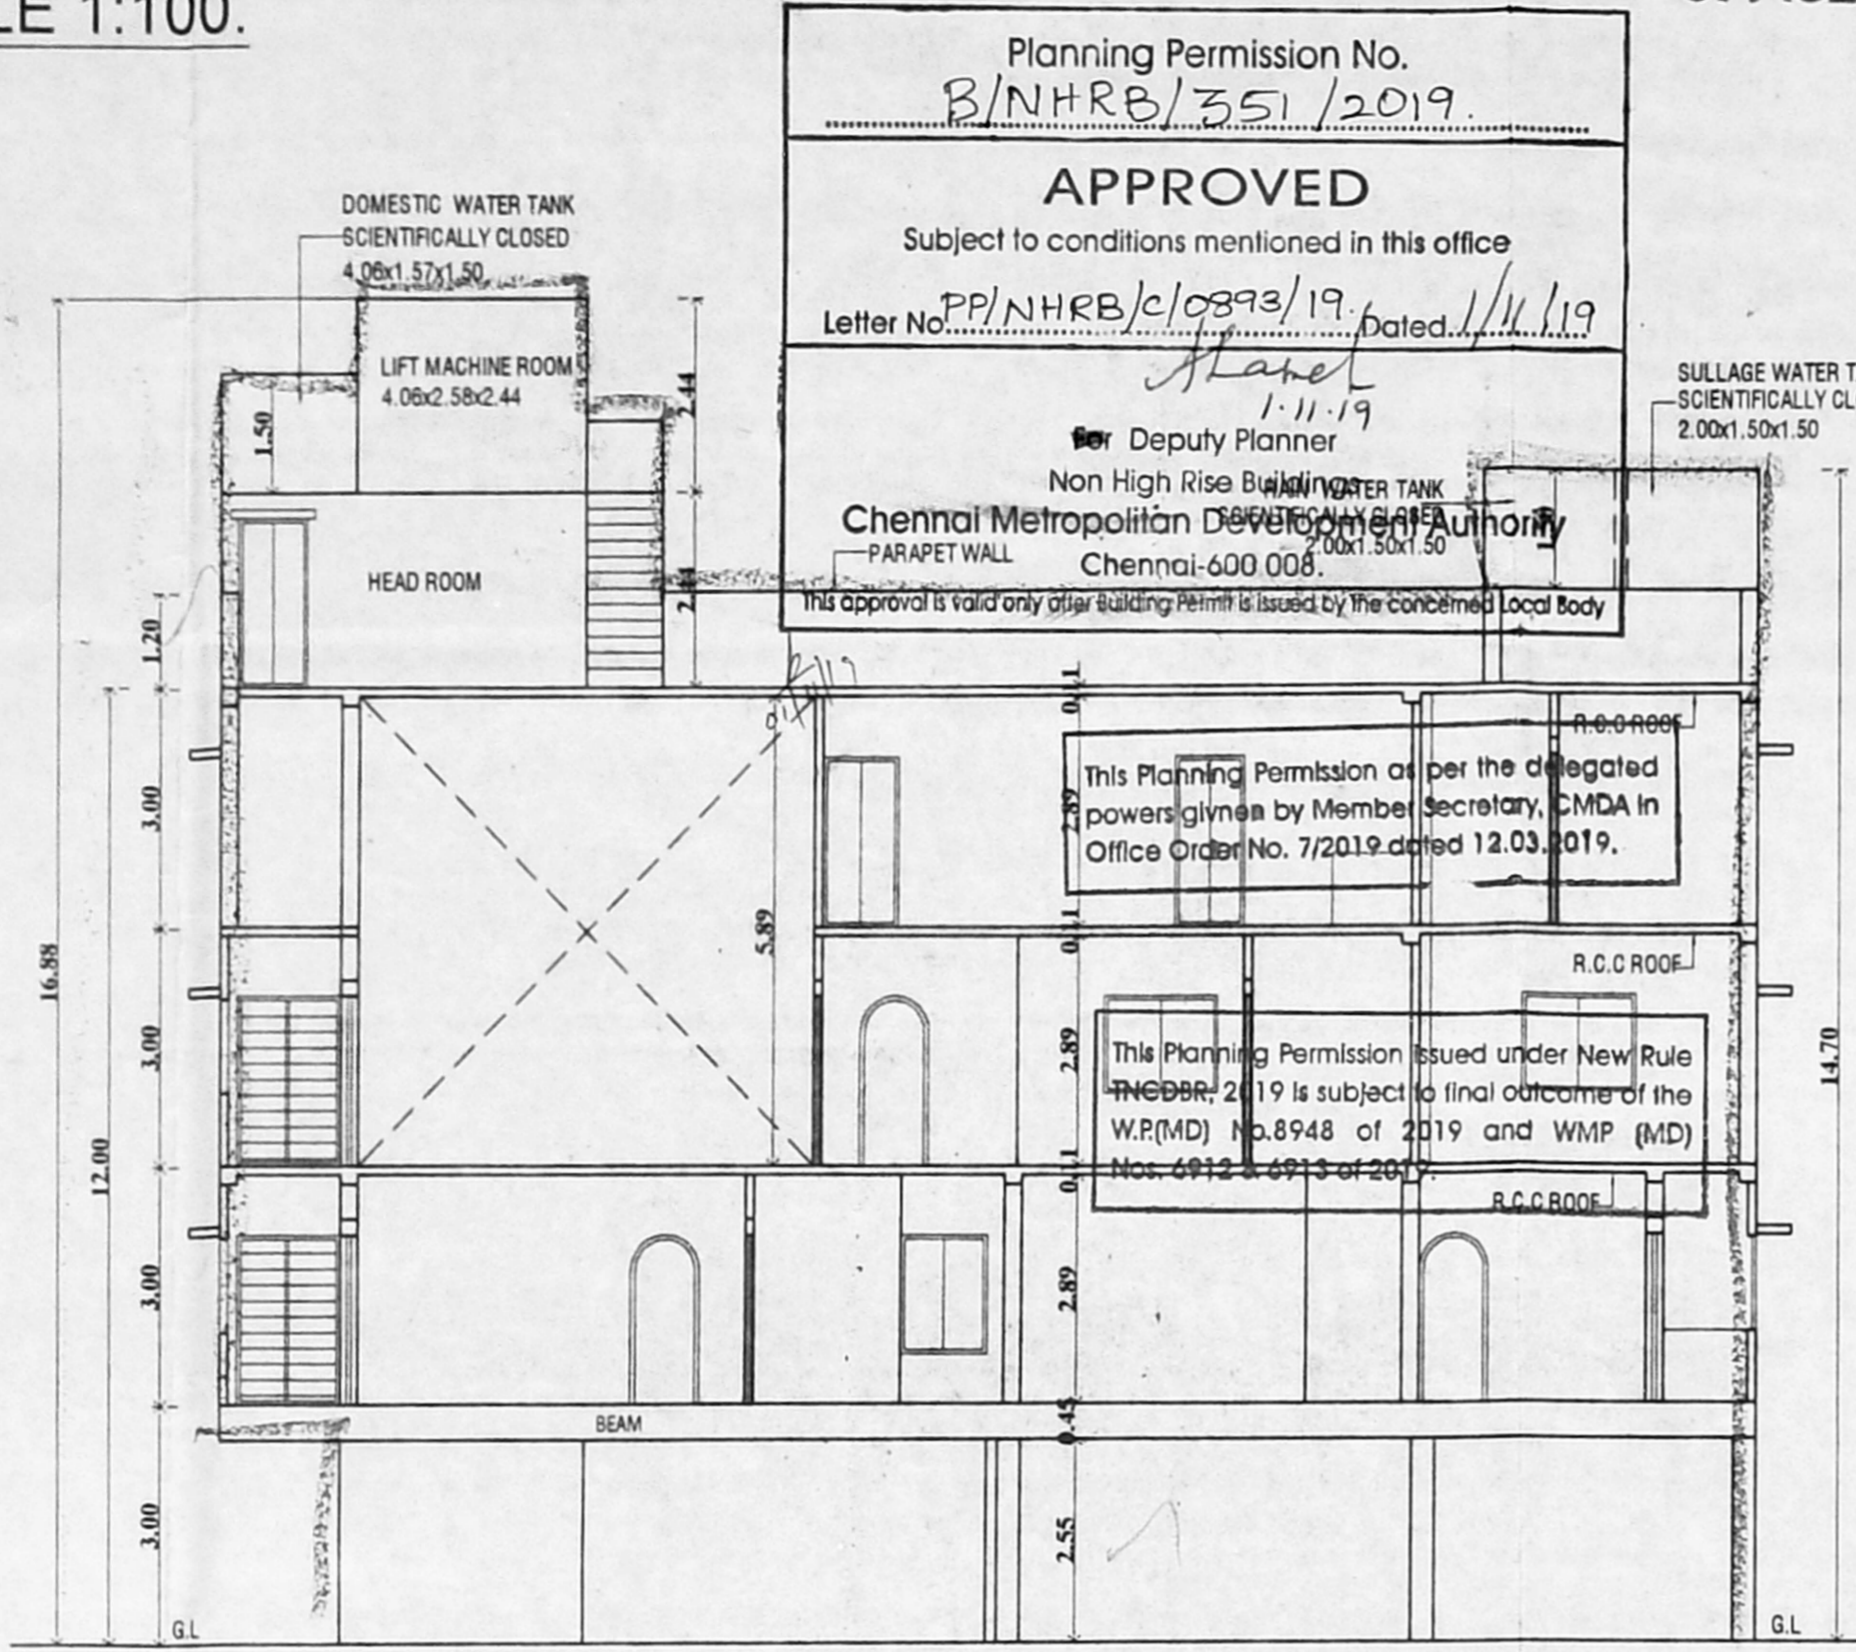 LE 1:100.
Planning Permission No.
B/NHRB/351/2019.
APPROVED
Subject to conditions mentioned in this office
Letter No. PP/NHRB/C/0893/19. Dated 1/11/19
1.11.19
For Deputy Planner
Non High Rise Buildings
Chennai Metropolitan Development Authority
Chennai-600 008.
This approval is valid only after Building Permit is issued by the concerned Local Body
DOMESTIC WATER TANK
SCIENTIFICALLY CLOSED
4.06x1.57x1.50
LIFT MACHINE ROOM
4.06x2.58x2.44
1.50
2.44
HEAD ROOM
2.44
PARAPET WALL
RAIN WATER TANK
SCIENTIFICALLY CLOSED
2.00x1.50x1.50
SULLAGE WATER T
SCIENTIFICALLY CL
2.00x1.50x1.50
1.20
0.11
R.C.C ROOF
This Planning Permission as per the delegated
powers givnen by Member Secretary, CMDA in
Office Order No. 7/2019 dated 12.03.2019.
3.00
2.89
5.89
0.11
R.C.C ROOF
16.88
3.00
2.89
14.70
This Planning Permission issued under New Rule
TNCDBR, 2019 is subject to final outcome of the
W.P.(MD) No.8948 of 2019 and WMP (MD)
Nos. 6912 & 6913 of 2019.
12.00
0.11
R.C.C ROOF
3.00
2.89
BEAM
0.45
3.00
2.55
G.L
G.L